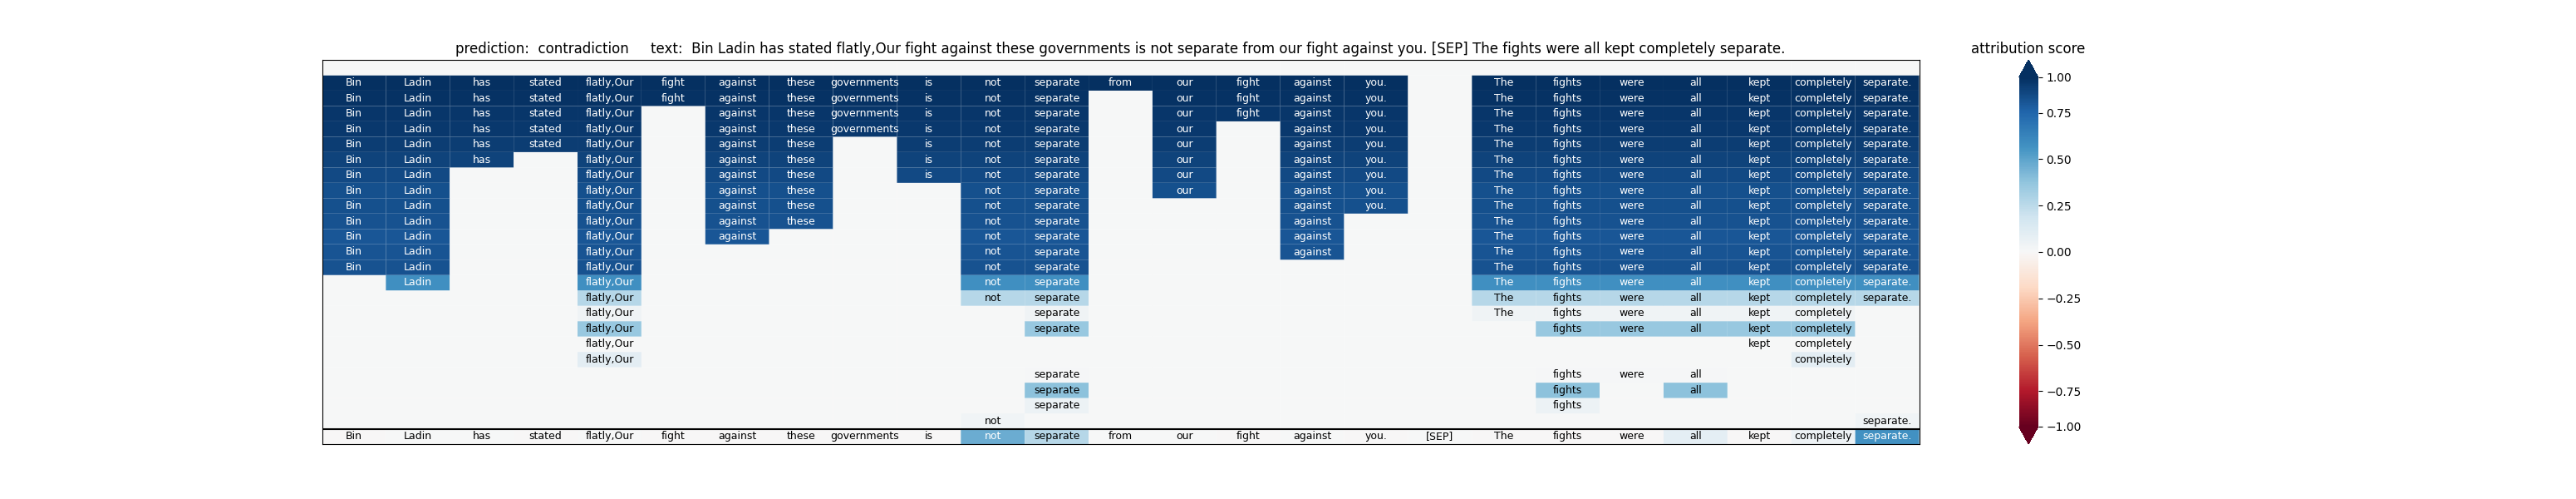 prediction: contradiction text: Bin Ladin has stated flatly,Our fight against these governments is not separate from our fight against you. [SEP] The fights were all kept completely separate.
attribution score
Bin Ladin has stated flatly,Our fight against these governments is not separate from our fight against you. The fights were all kept completely separate.
Bin Ladin has stated flatly,Our fight against these governments is not separate our fight against you. The fights were all kept completely separate.
Bin Ladin has stated flatly,Our against these governments is not separate our fight against you. The fights were all kept completely separate.
Bin Ladin has stated flatly,Our against these governments is not separate our against you. The fights were all kept completely separate.
Bin Ladin has stated flatly,Our against these is not separate our against you. The fights were all kept completely separate.
Bin Ladin has flatly,Our against these is not separate our against you. The fights were all kept completely separate.
Bin Ladin flatly,Our against these is not separate our against you. The fights were all kept completely separate.
Bin Ladin flatly,Our against these not separate our against you. The fights were all kept completely separate.
Bin Ladin flatly,Our against these not separate against you. The fights were all kept completely separate.
Bin Ladin flatly,Our against these not separate against The fights were all kept completely separate.
Bin Ladin flatly,Our against not separate against The fights were all kept completely separate.
Bin Ladin flatly,Our not separate against The fights were all kept completely separate.
Bin Ladin flatly,Our not separate The fights were all kept completely separate.
Ladin flatly,Our not separate The fights were all kept completely separate.
flatly,Our not separate The fights were all kept completely separate.
flatly,Our separate The fights were all kept completely
flatly,Our separate fights were all kept completely
flatly,Our kept completely
flatly,Our completely
separate fights were all
separate fights all
separate fights
not separate.
Bin Ladin has stated flatly,Our fight against these governments is not separate from our fight against you. [SEP] The fights were all kept completely separate.
1.00
0.75
0.50
0.25
0.00
−0.25
−0.50
−0.75
−1.00